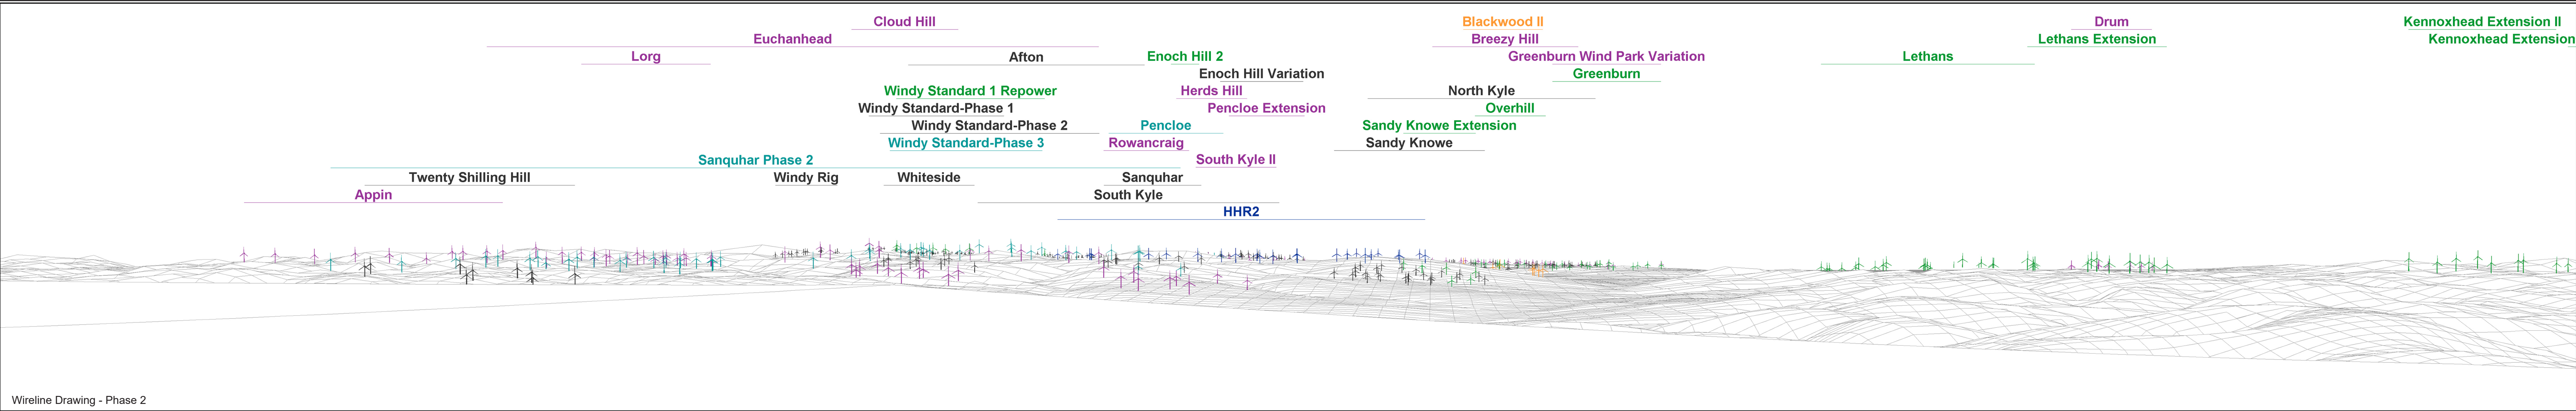 Cloud Hill Blackwood II Drum Kennoxhead Extension II
Euchanhead Breezy Hill Lethans Extension Kennoxhead Extension
Lorg Afton Enoch Hill 2 Greenburn Wind Park Variation Lethans
Enoch Hill Variation Greenburn
Windy Standard 1 Repower Herds Hill North Kyle
Windy Standard-Phase 1 Pencloe Extension Overhill
Windy Standard-Phase 2 Pencloe Sandy Knowe Extension
Windy Standard-Phase 3 Rowancraig Sandy Knowe
Sanquhar Phase 2 South Kyle II
Twenty Shilling Hill Windy Rig Whiteside Sanquhar
Appin South Kyle
HHR2
Wireline Drawing - Phase 2